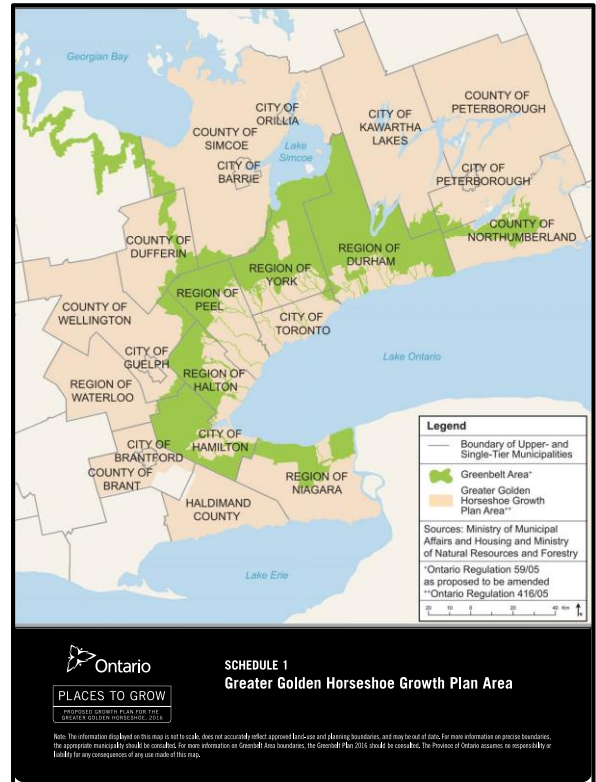 Georgian Bay
COUNTY OF
PETERBOROUGH
CITY OF
ORILLIA
CITY OF
KAWARTHA
LAKES
COUNTY OF
SIMCOE
Lake
Simcoe
CITY OF
BARRIE
CITY OF
PETERBOROUGH
COUNTY OF
NORTHUMBERLAND
COUNTY OF
DUFFERIN
REGION OF
DURHAM
REGION OF
YORK
REGION OF
PEEL
COUNTY OF
WELLINGTON
CITY OF
TORONTO
CITY OF
GUELPH
Lake Ontario
REGION OF
HALTON
REGION OF
WATERLOO
CITY OF
HAMILTON
CITY OF
BRANTFORD
COUNTY OF
BRANT
REGION OF
NIAGARA
HALDIMAND
COUNTY
Lake Erie
Legend
Boundary of Upper- and
Single-Tier Municipalities
Greenbelt Area*
Greater Golden
Horseshoe Growth
Plan Area**
Sources: Ministry of Municipal
Affairs and Housing and Ministry
of Natural Resources and Forestry
*Ontario Regulation 59/05
as proposed to be amended
**Ontario Regulation 416/05
20 10 0 20 40 Km
N
Ontario
PLACES TO GROW
PROPOSED GROWTH PLAN FOR THE
GREATER GOLDEN HORSESHOE, 2016
SCHEDULE 1
Greater Golden Horseshoe Growth Plan Area
Note: The information displayed on this map is not to scale, does not accurately reflect approved land-use and planning boundaries, and may be out of date. For more information on precise boundaries,
the appropriate municipality should be consulted. For more information on Greenbelt Area boundaries, the Greenbelt Plan 2016 should be consulted. The Province of Ontario assumes no responsibility or
liability for any consequences of any use made of this map.